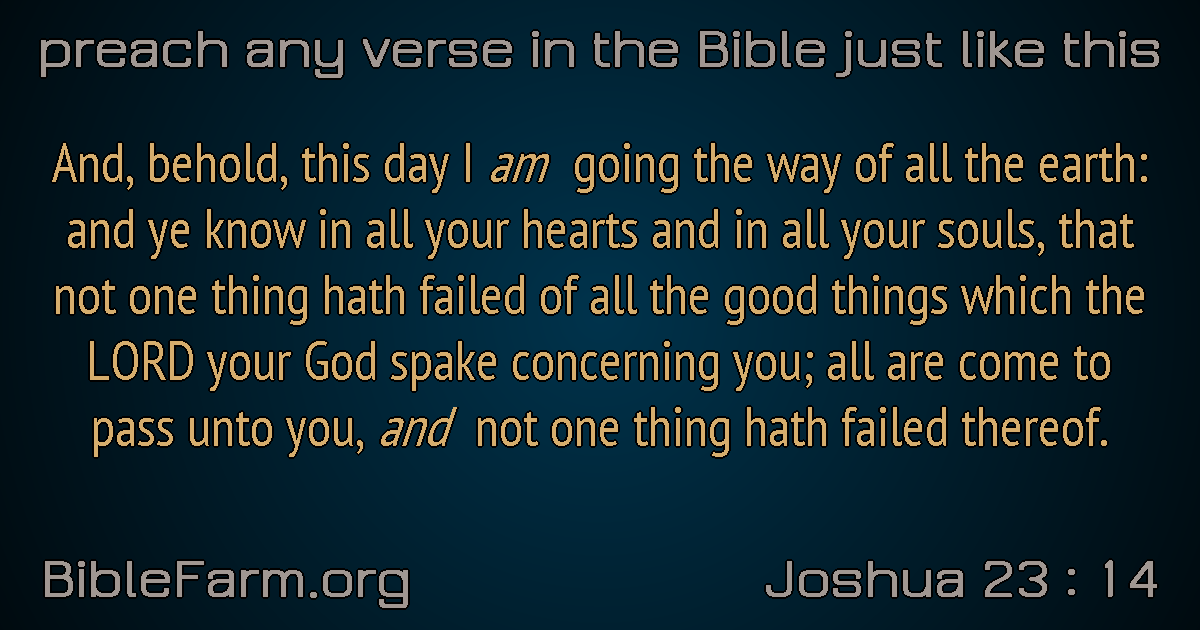 preach any verse in the Bible just like this
And, behold, this day I am going the way of all the earth:
and ye know in all your hearts and in all your souls, that
not one thing hath failed of all the good things which the
LORD your God spake concerning you; all are come to
pass unto you, and not one thing hath failed thereof.
BibleFarm.org
Joshua 23 : 14